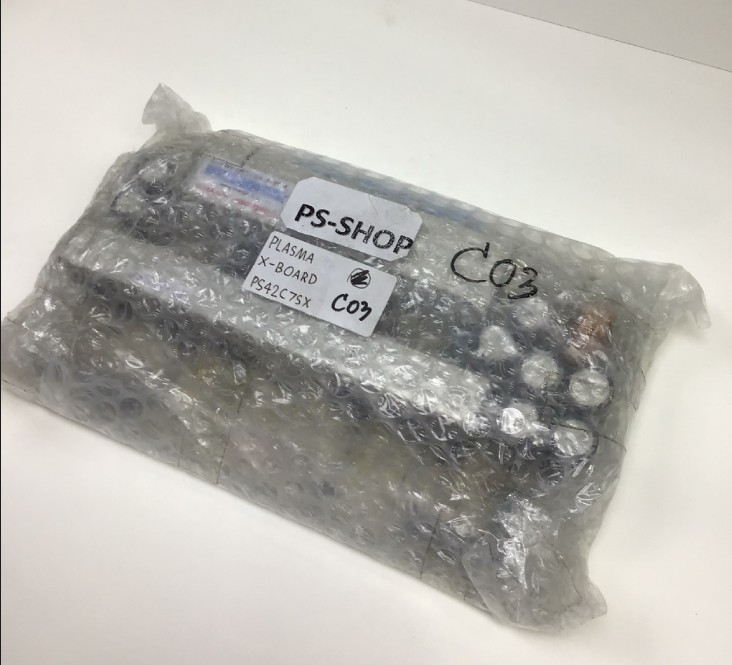 PS-SHOP
PLASMA
X-BOARD
PS42C7SX
C03
C03